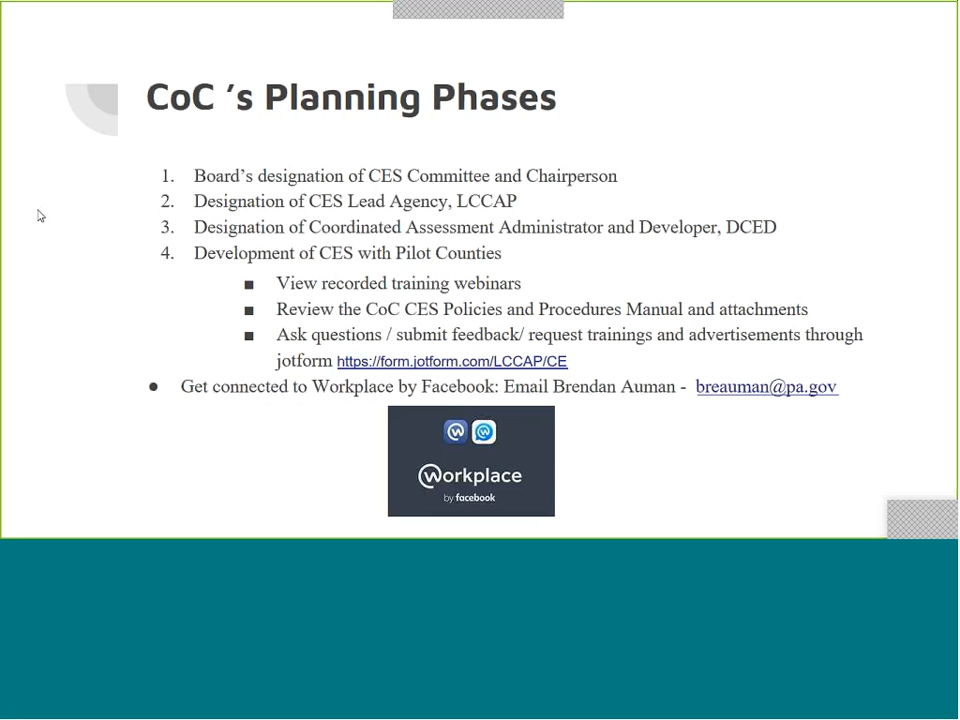 CoC ’s Planning Phases
1. Board’s designation of CES Committee and Chairperson
2. Designation of CES Lead Agency, LCCAP
3. Designation of Coordinated Assessment Administrator and Developer, DCED
4. Development of CES with Pilot Counties
■ View recorded training webinars
■ Review the CoC CES Policies and Procedures Manual and attachments
■ Ask questions / submit feedback/ request trainings and advertisements through
jotform https://form.jotform.com/LCCAP/CE
● Get connected to Workplace by Facebook: Email Brendan Auman - breauman@pa.gov
workplace
by facebook